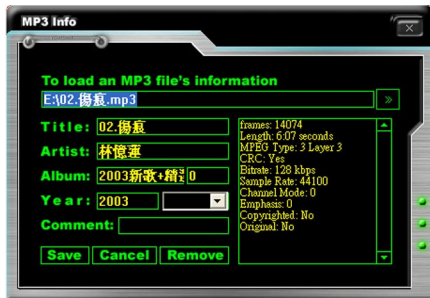 MP3 Info
To load an MP3 file's information
E:\02.傷痕.mp3
»
Title: 02.傷痕
Artist: 林憶蓮
Album: 2003新歌+精 0
Year: 2003
Comment:
Save Cancel Remove
frames: 14074
Length: 6:07 seconds
MPEG Type: 3 Layer 3
CRC: Yes
Bitrate: 128 kbps
Sample Rate: 44100
Channel Mode: 0
Emphasis: 0
Copyrighted: No
Original: No